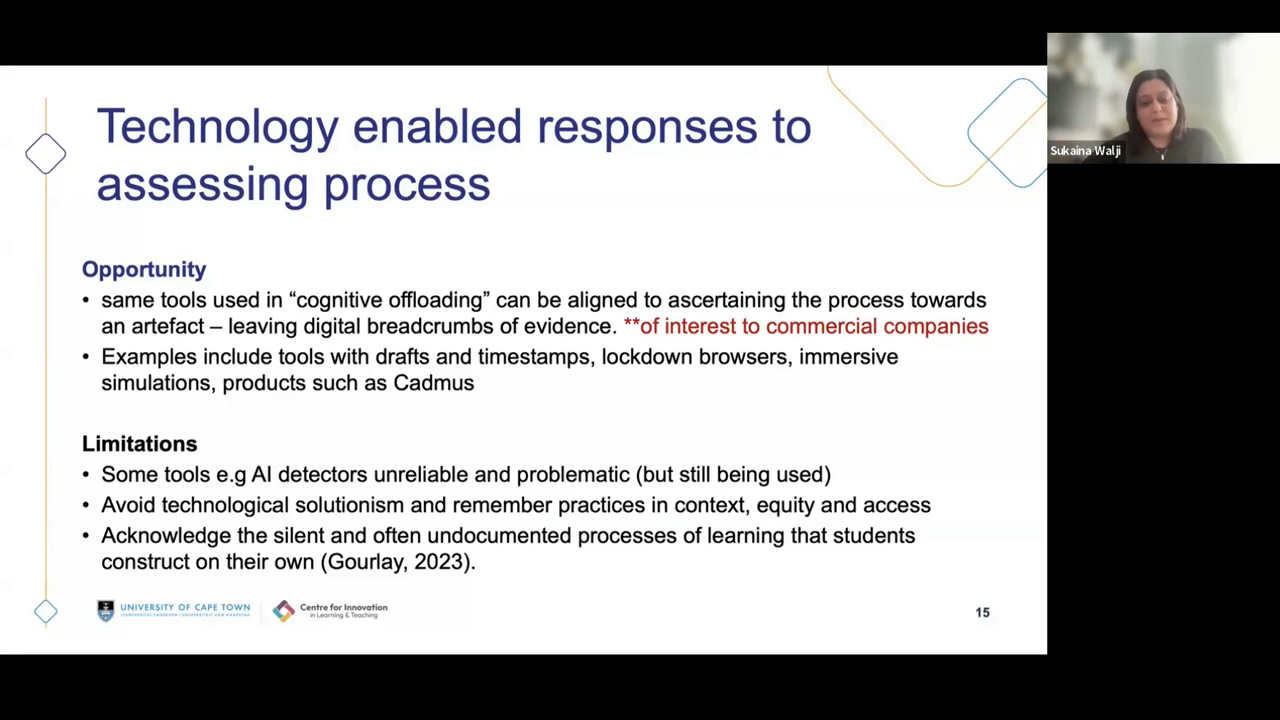 Technology enabled responses to
assessing process
Sukaina Walji
Opportunity
• same tools used in “cognitive offloading” can be aligned to ascertaining the process towards
an artefact – leaving digital breadcrumbs of evidence. **of interest to commercial companies
• Examples include tools with drafts and timestamps, lockdown browsers, immersive
simulations, products such as Cadmus
Limitations
• Some tools e.g AI detectors unreliable and problematic (but still being used)
• Avoid technological solutionism and remember practices in context, equity and access
• Acknowledge the silent and often undocumented processes of learning that students
construct on their own (Gourlay, 2023).
UNIVERSITY OF CAPE TOWN
Centre for Innovation
in Learning & Teaching
15